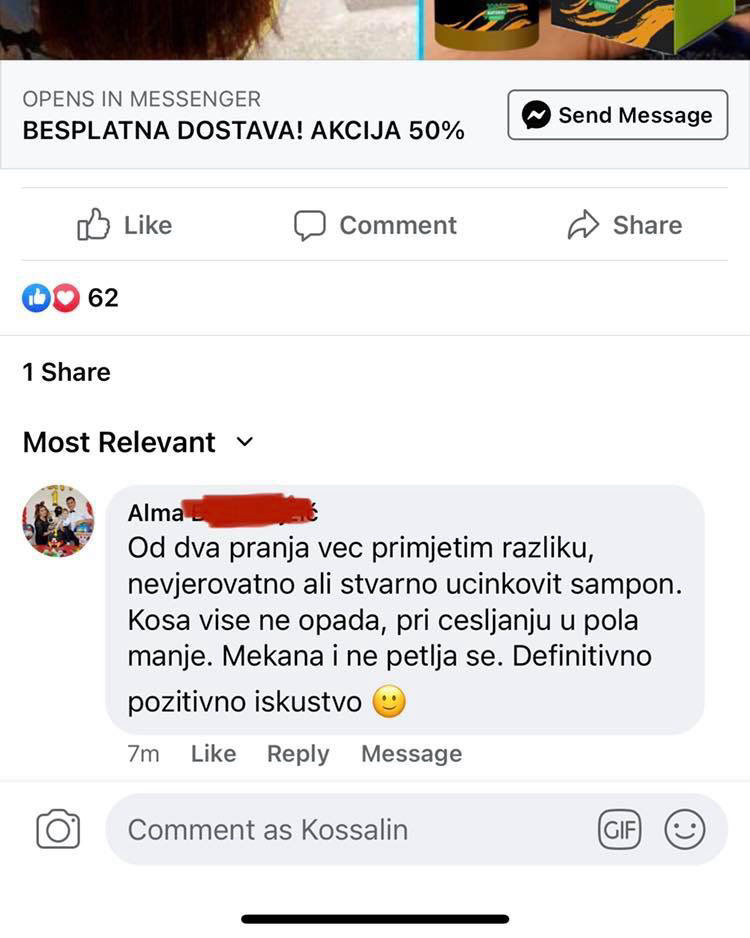 OPENS IN MESSENGER
BESPLATNA DOSTAVA! AKCIJA 50%
Send Message
Like
Comment
Share
62
1 Share
Most Relevant
Alma
Od dva pranja vec primjetim razliku,
nevjerovatno ali stvarno ucinkovit sampon.
Kosa vise ne opada, pri cesljanju u pola
manje. Mekana i ne petlja se. Definitivno
pozitivno iskustvo 🙂
7m Like Reply Message
Comment as Kossalin
GIF